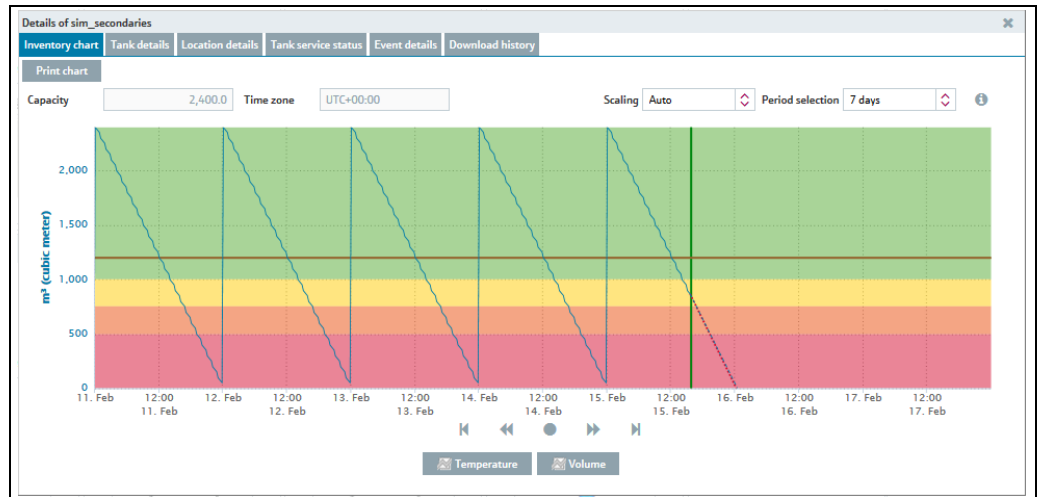 Details of sim_secondaries
Inventory chart Tank details Location details Tank service status Event details Download history
Print chart
Capacity 2,400.0 Time zone UTC+00:00 Scaling Auto Period selection 7 days
m³ (cubic meter)
2,000
1,500
1,000
500
0
11. Feb 12:00 12. Feb 12:00 13. Feb 12:00 14. Feb 12:00 15. Feb 12:00 16. Feb 12:00 17. Feb 12:00
11. Feb 12. Feb 13. Feb 14. Feb 15. Feb 16. Feb 17. Feb
Temperature Volume